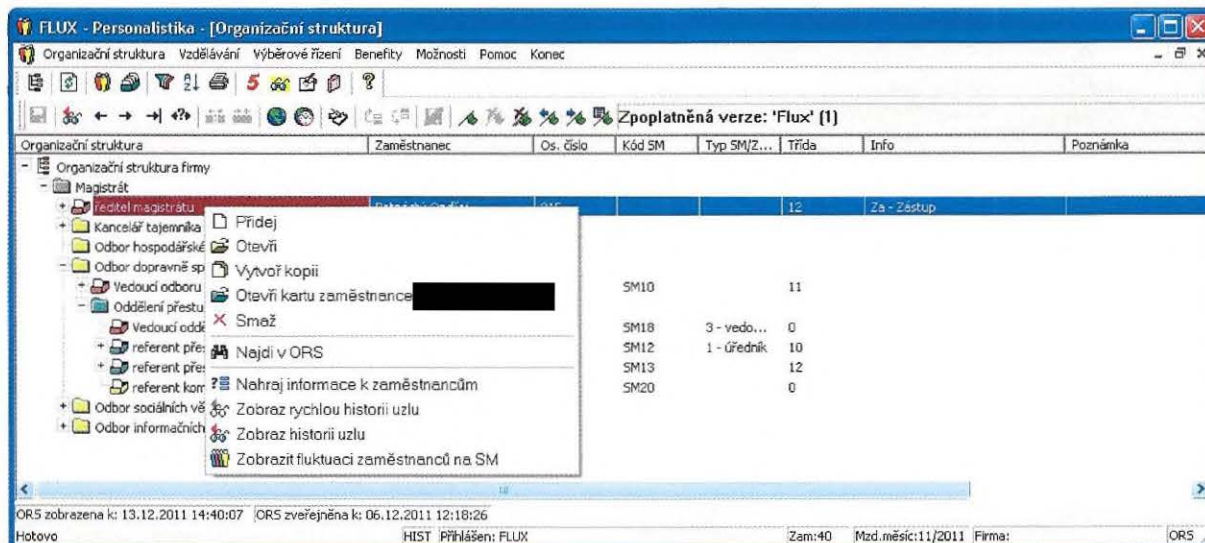 FLUX - Personalistika - [Organizační struktura]
Organizační struktura Vzdělávání Výběrové řízení Benefity Možnosti Pomoc Konec
Zpoplatněná verze: 'Flux' (1)
Organizační struktura Zaměstnanec Os. číslo Kód SM Typ SM/Z... Třída Info Poznámka
Organizační struktura firmy
Magistrát
ředitel magistrátu 12 Za - Zástup
Kancelář tajemníka
Odbor hospodářské
Odbor dopravně sp
Vedoucí odboru SM10 11
Oddělení přestu
Vedoucí oddě SM18 3 - vedo... 0
referent pře SM12 1 - úředník 10
referent pře SM13 12
referent kom SM20 0
Odbor sociálních vě
Odbor informačních
Přidej
Otevři
Vytvoř kopii
Otevři kartu zaměstnance
Smaž
Najdi v ORS
Nahraj informace k zaměstnancům
Zobraz rychlou historii uzlu
Zobraz historii uzlu
Zobrazit fluktuaci zaměstnanců na SM
ORS zobrazena k: 13.12.2011 14:40:07 ORS zveřejněna k: 06.12.2011 12:18:26
Hotovo HIST Přihlášen: FLUX Zam:40 Mzd.měsíc:11/2011 Firma: ORS